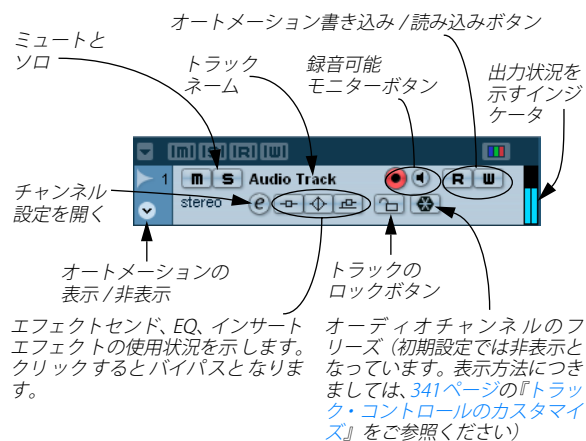 オートメーション書き込み / 読み込みボタン
ミュートと
ソロ
トラック
ネーム
録音可能
モニターボタン
出力状況を
示すインジ
ケータ
m S R W
1 m S Audio Track R W
stereo e
チャンネル
設定を開く
オートメーションの
表示 / 非表示
トラックの
ロックボタン
エフェクトセンド、EQ、インサート
エフェクトの使用状況を示します。
クリックするとバイパスとなりま
す。
オーディオチャンネルのフ
リーズ（初期設定では非表示と
なっています。表示方法につき
ましては、341ページの『トラッ
ク・コントロールのカスタマイ
ズ』をご参照ください）